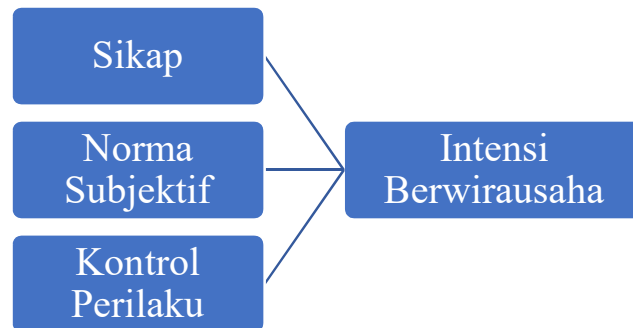 Sikap
Norma
Subjektif
Kontrol
Perilaku
Intensi
Berwirausaha